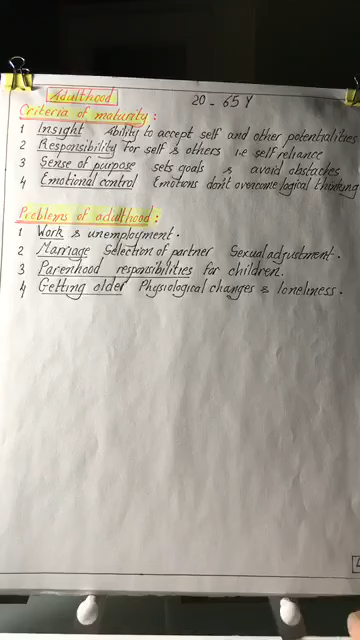 Adulthood 20 - 65 Y
Criteria of maturity :
1 Insight Ability to accept self and other potentialities
2 Responsibility for self & others i.e self reliance
3 Sense of purpose sets goals & avoid obstacles
4 Emotional control Emotions don't overcome logical thinking
Problems of adulthood :
1 Work & unemployment .
2 Marriage Selection of partner Sexual adjustment .
3 Parenhood responsibilities for children .
4 Getting older Physiological changes & loneliness .